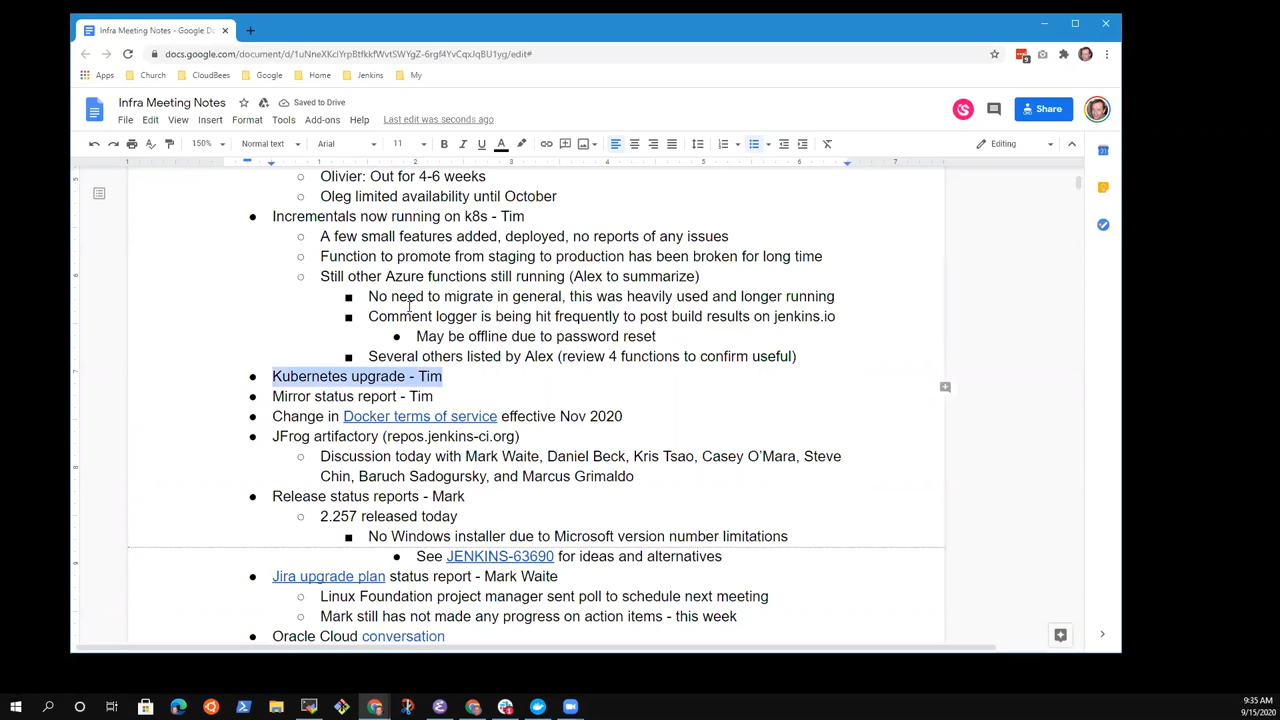 Infra Meeting Notes - Google Do
docs.google.com/document/d/1uNneXKclYrpBtfkkfWvtSWYgZ-6rgf4YvCqxJqBU1yg/edit#
9
Apps Church CloudBees Google Home Jenkins My
Infra Meeting Notes
Saved to Drive
File Edit View Insert Format Tools Add-ons Help Last edit was seconds ago
Share
150% Normal text Arial 11 B I U A Editing
1 1 2 3 4 5 6 7
Olivier: Out for 4-6 weeks
Oleg limited availability until October
Incrementals now running on k8s - Tim
A few small features added, deployed, no reports of any issues
Function to promote from staging to production has been broken for long time
Still other Azure functions still running (Alex to summarize)
No need to migrate in general, this was heavily used and longer running
Comment logger is being hit frequently to post build results on jenkins.io
May be offline due to password reset
Several others listed by Alex (review 4 functions to confirm useful)
Kubernetes upgrade - Tim
Mirror status report - Tim
Change in Docker terms of service effective Nov 2020
JFrog artifactory (repos.jenkins-ci.org)
Discussion today with Mark Waite, Daniel Beck, Kris Tsao, Casey O’Mara, Steve
Chin, Baruch Sadogursky, and Marcus Grimaldo
Release status reports - Mark
2.257 released today
No Windows installer due to Microsoft version number limitations
See JENKINS-63690 for ideas and alternatives
Jira upgrade plan status report - Mark Waite
Linux Foundation project manager sent poll to schedule next meeting
Mark still has not made any progress on action items - this week
Oracle Cloud conversation
9:35 AM
9/15/2020